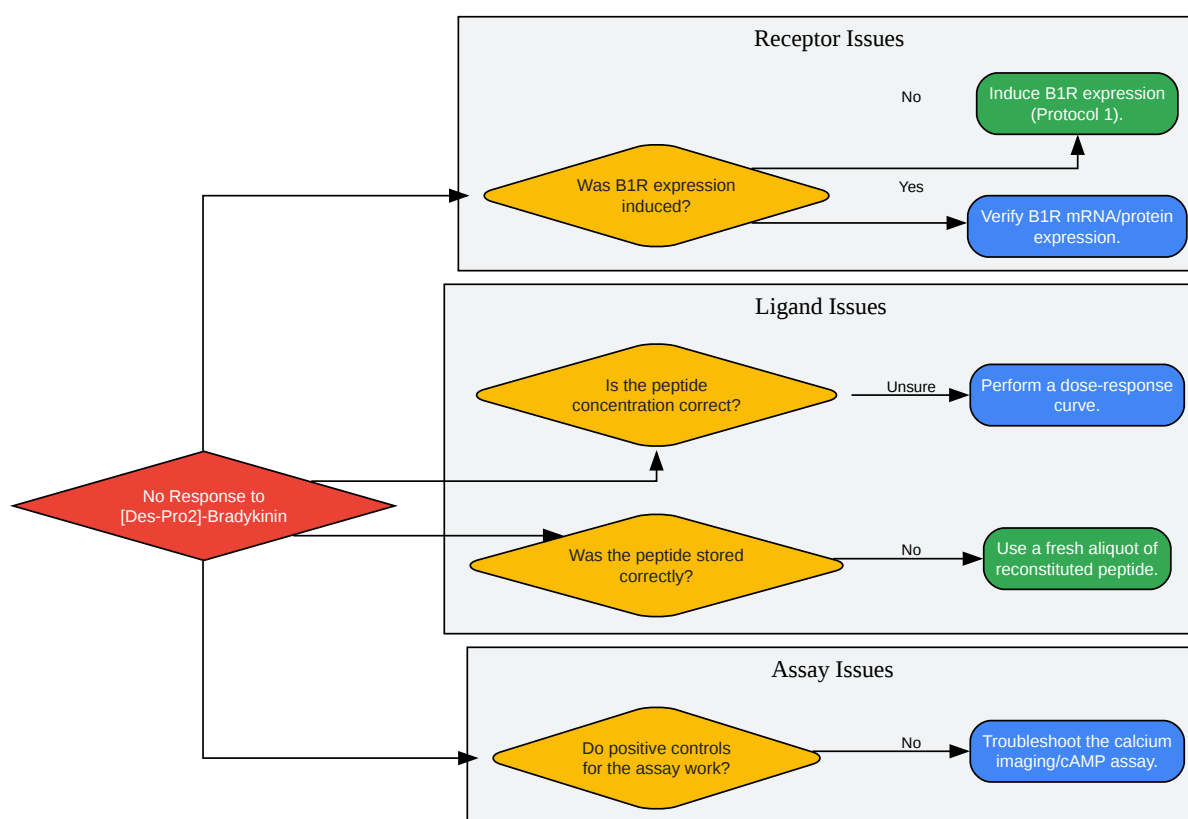 Receptor Issues
No
Induce B1R expression
(Protocol 1).
Was B1R expression
induced?
Yes
Verify B1R mRNA/protein
expression.
Ligand Issues
Is the peptide
concentration correct?
Unsure
Perform a dose-response
curve.
No Response to
[Des-Pro2]-Bradykinin
Was the peptide stored
correctly?
No
Use a fresh aliquot of
reconstituted peptide.
Assay Issues
Do positive controls
for the assay work?
No
Troubleshoot the calcium
imaging/cAMP assay.